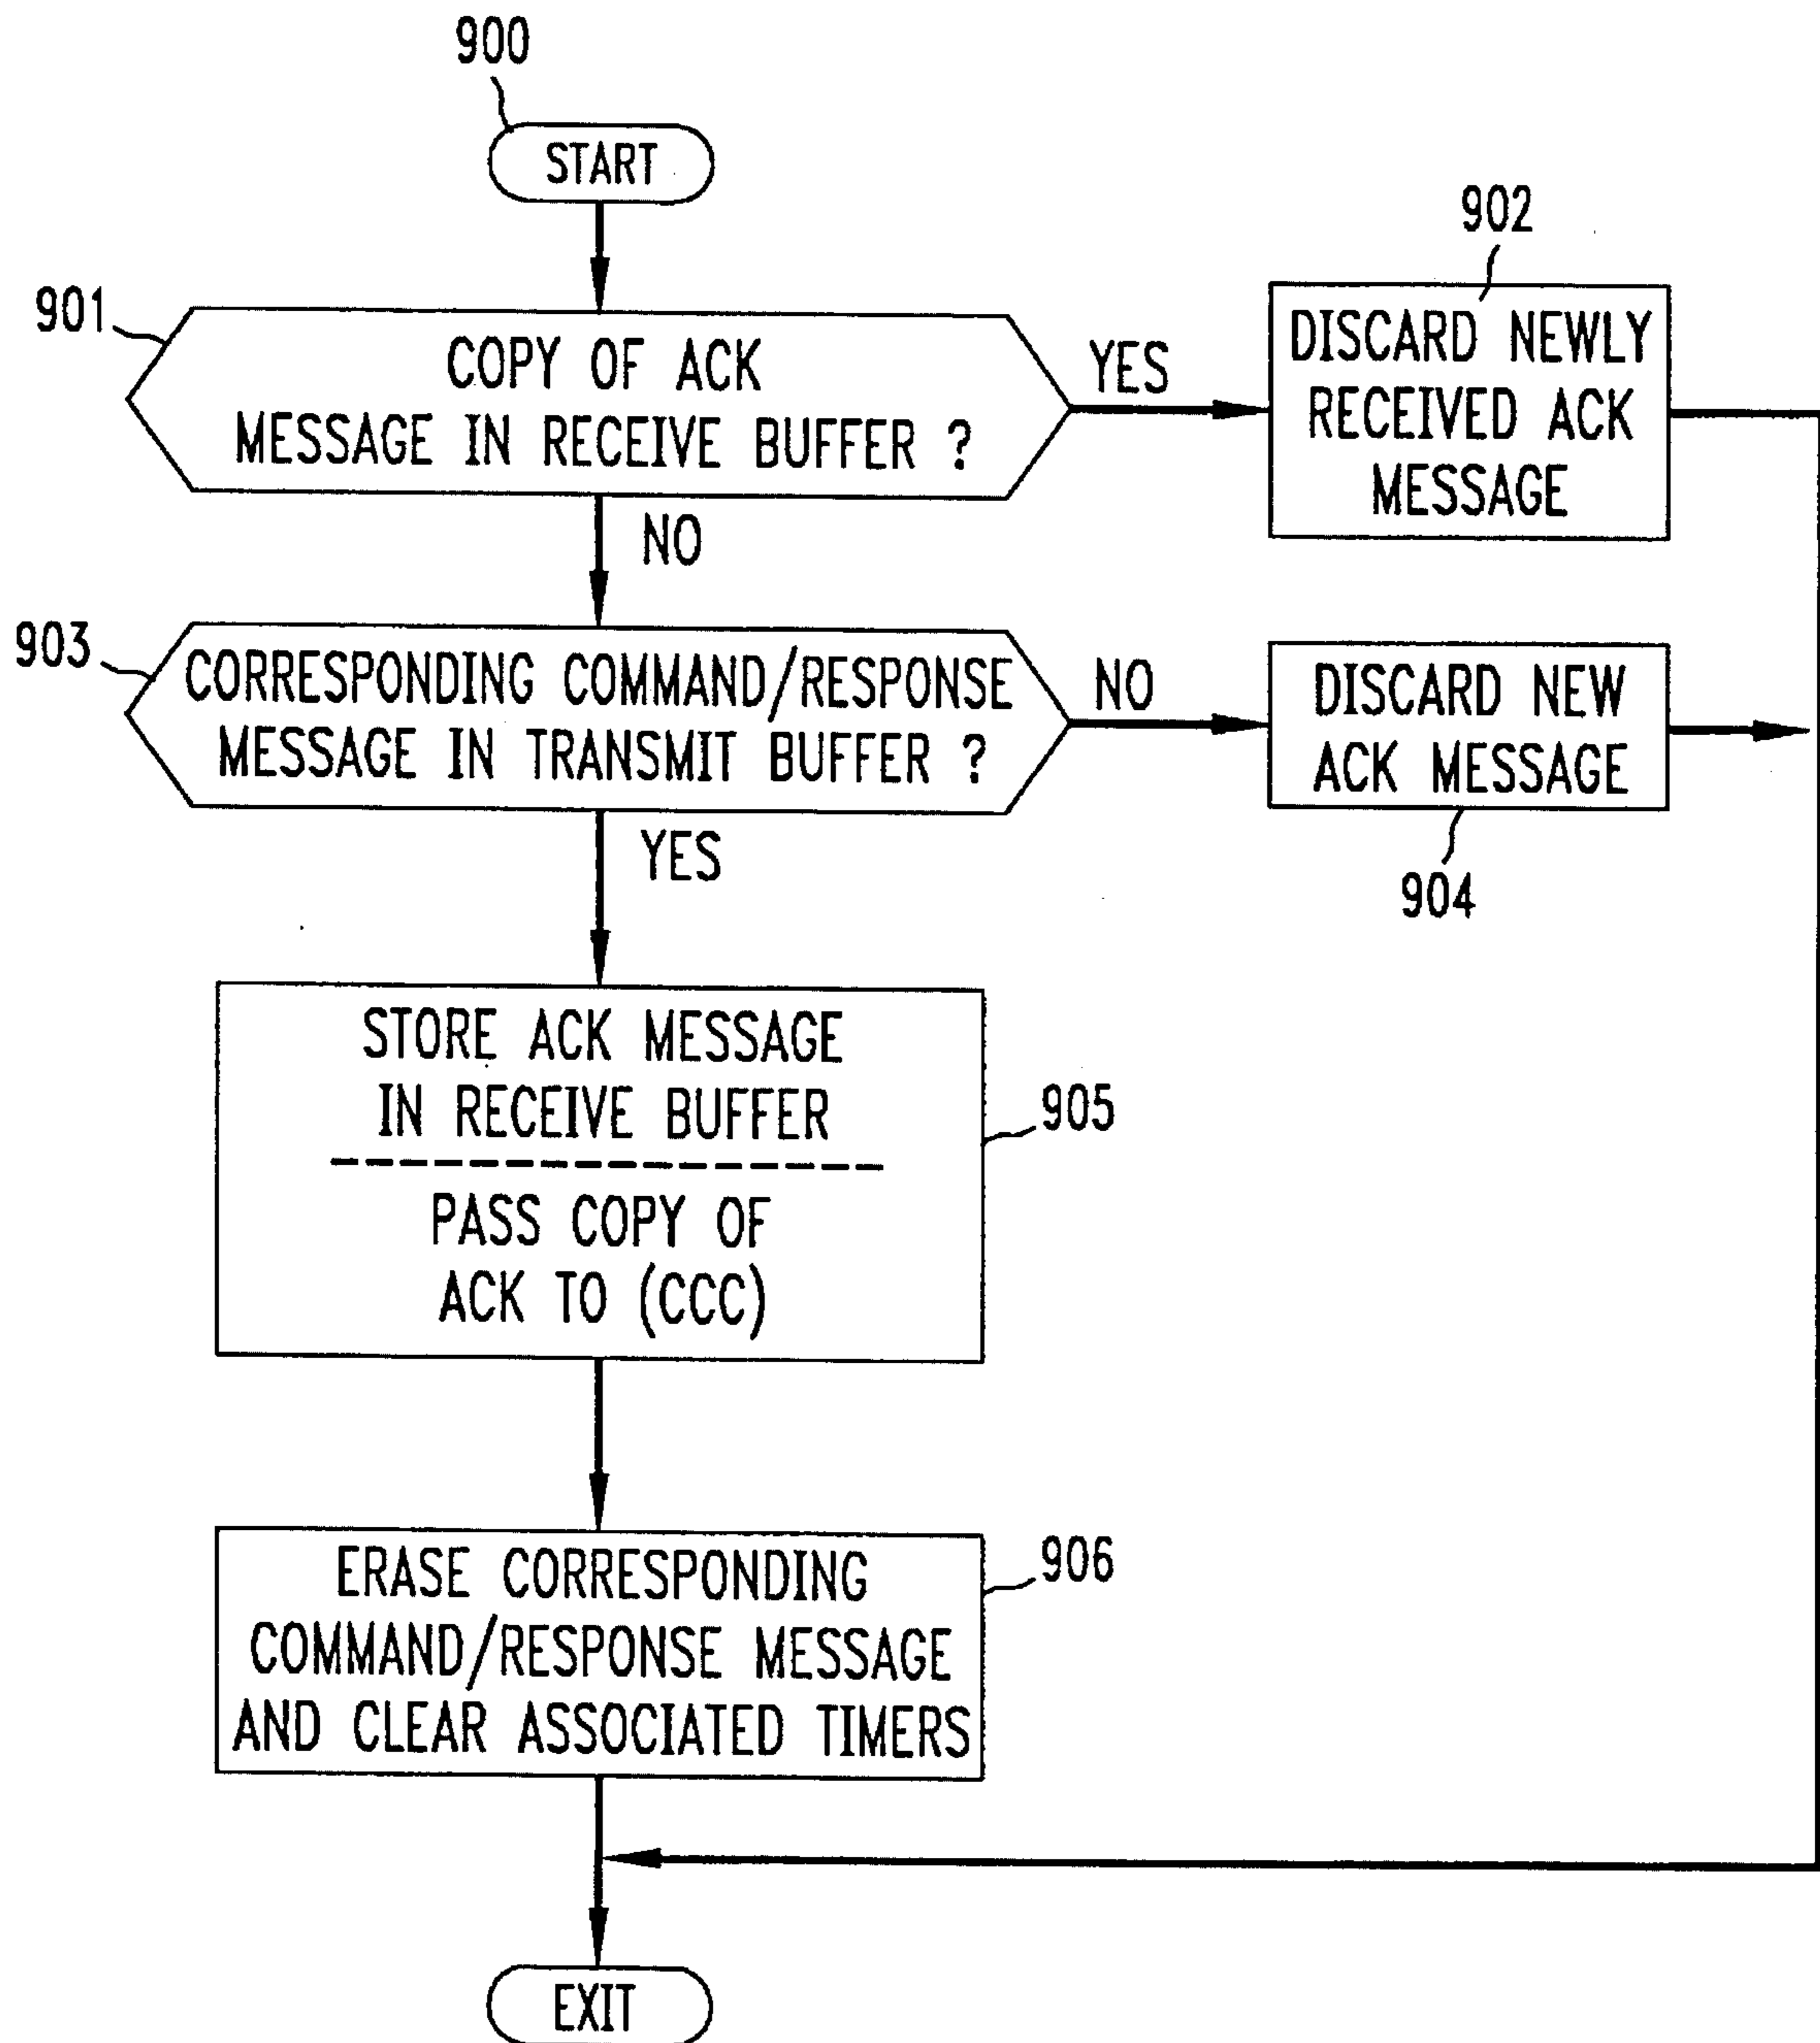 900
START
901
COPY OF ACK
MESSAGE IN RECEIVE BUFFER ?
YES
902
DISCARD NEWLY
RECEIVED ACK
MESSAGE
NO
903
CORRESPONDING COMMAND/RESPONSE
MESSAGE IN TRANSMIT BUFFER ?
NO
DISCARD NEW
ACK MESSAGE
904
YES
STORE ACK MESSAGE
IN RECEIVE BUFFER
PASS COPY OF
ACK TO (CCC)
905
ERASE CORRESPONDING
COMMAND/RESPONSE MESSAGE
AND CLEAR ASSOCIATED TIMERS
906
EXIT